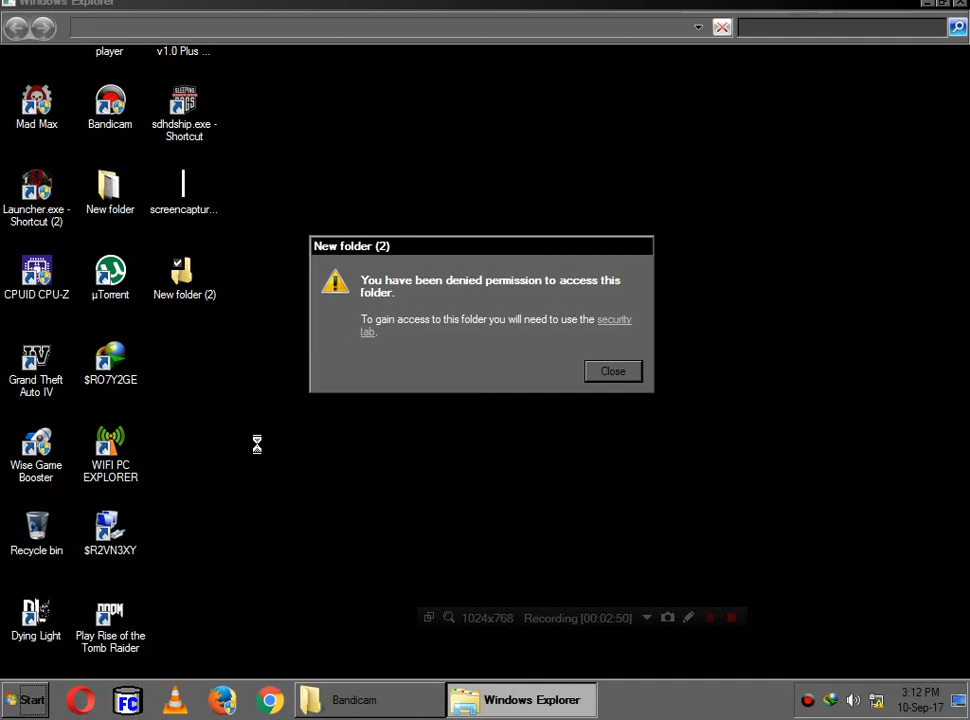 Windows Explorer
player
v1.0 Plus ...
Mad Max
Bandicam
sdhdship.exe -
Shortcut
SLEEPING
DOGS
Launcher.exe -
Shortcut (2)
New folder
screencaptur...
CPUID CPU-Z
µTorrent
New folder (2)
Grand Theft
Auto IV
$RO7Y2GE
Wise Game
Booster
WIFI PC
EXPLORER
Recycle bin
$R2VN3XY
DOOM
Dying Light
Play Rise of the
Tomb Raider
New folder (2)
You have been denied permission to access this
folder.
To gain access to this folder you will need to use the security
tab.
Close
1024x768 Recording [00:02:50]
Start
FC
Bandicam
Windows Explorer
3:12 PM
10-Sep-17